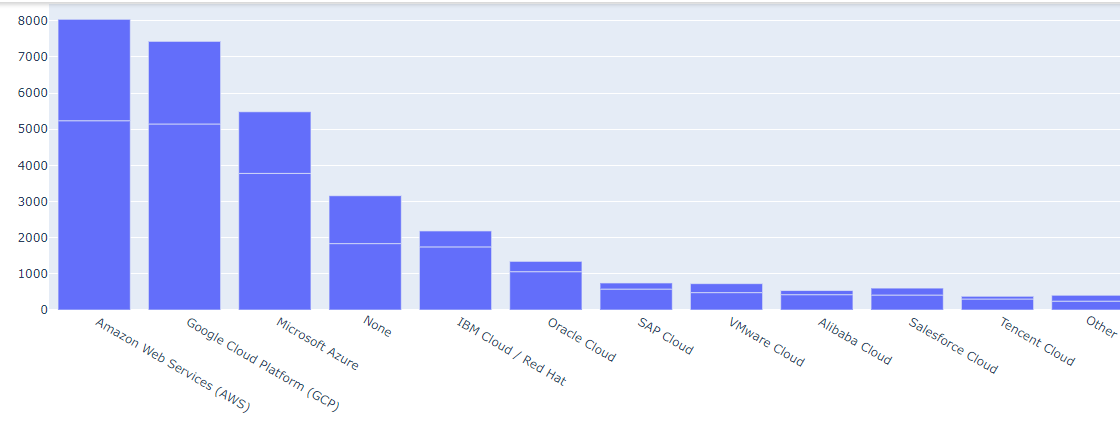 8000
7000
6000
5000
4000
3000
2000
1000
0
Amazon Web Services (AWS)
Google Cloud Platform (GCP)
Microsoft Azure
None
IBM Cloud / Red Hat
Oracle Cloud
SAP Cloud
VMware Cloud
Alibaba Cloud
Salesforce Cloud
Tencent Cloud
Other